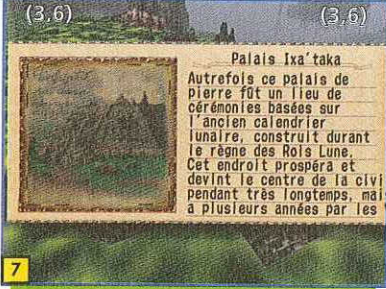 (3,6) (3,6)
Palais Ixa'taka
Autrefois ce palais de
pierre fût un lieu de
cérémonies basées sur
l'ancien calendrier
lunaire, construit durant
le règne des Rois Lune.
Cet endroit prospéra et
devint le centre de la civi
pendant très longtemps, mai
a plusieurs années par les
7